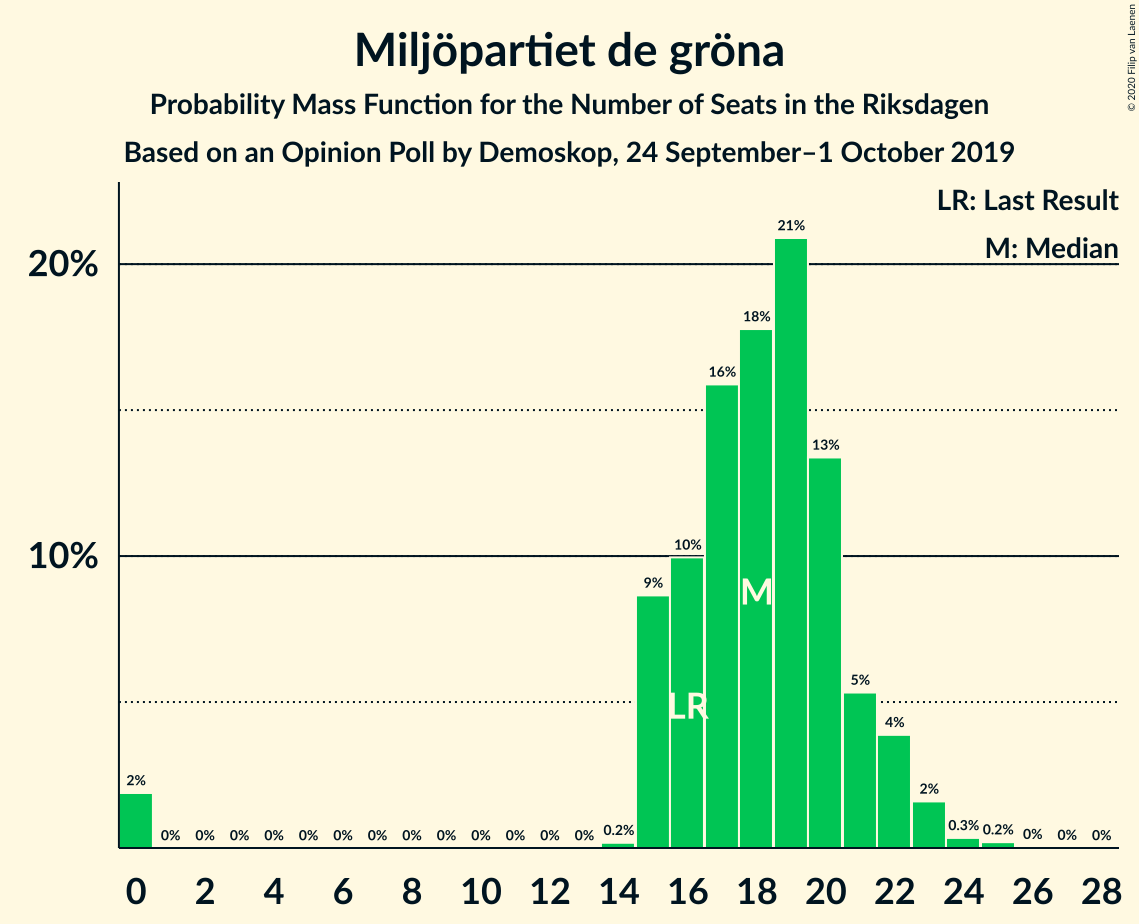 © 2020 Filip van Laenen
Miljöpartiet de gröna
Probability Mass Function for the Number of Seats in the Riksdagen
Based on an Opinion Poll by Demoskop, 24 September–1 October 2019
LR: Last Result
M: Median
20%
10%
2% 0% 0% 0% 0% 0% 0% 0% 0% 0% 0% 0% 0% 0% 0.2% 9% 10% 16% 18% 21% 13% 5% 4% 2% 0.3% 0.2% 0% 0% 0%
LR
M
0 2 4 6 8 10 12 14 16 18 20 22 24 26 28